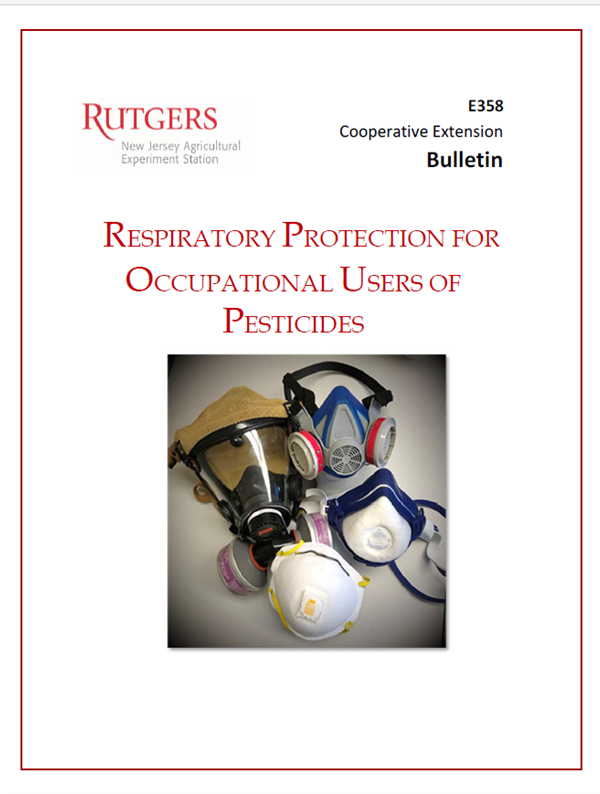 RUTGERS
New Jersey Agricultural
Experiment Station
E358
Cooperative Extension
Bulletin
RESPIRATORY PROTECTION FOR
OCCUPATIONAL USERS OF
PESTICIDES